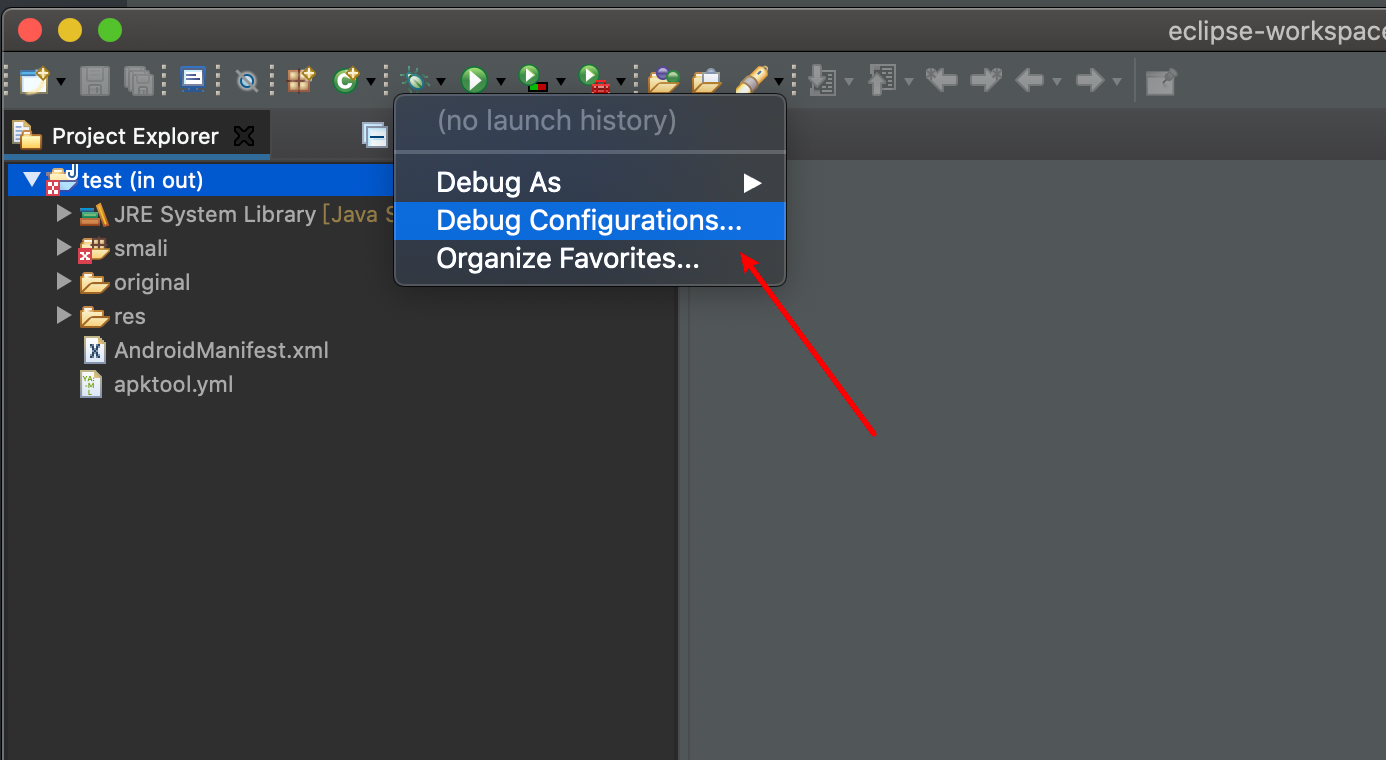 eclipse-workspace
Project Explorer
(no launch history)
Debug As
Debug Configurations...
Organize Favorites...
test (in out)
JRE System Library [Java S
smali
original
res
AndroidManifest.xml
apktool.yml